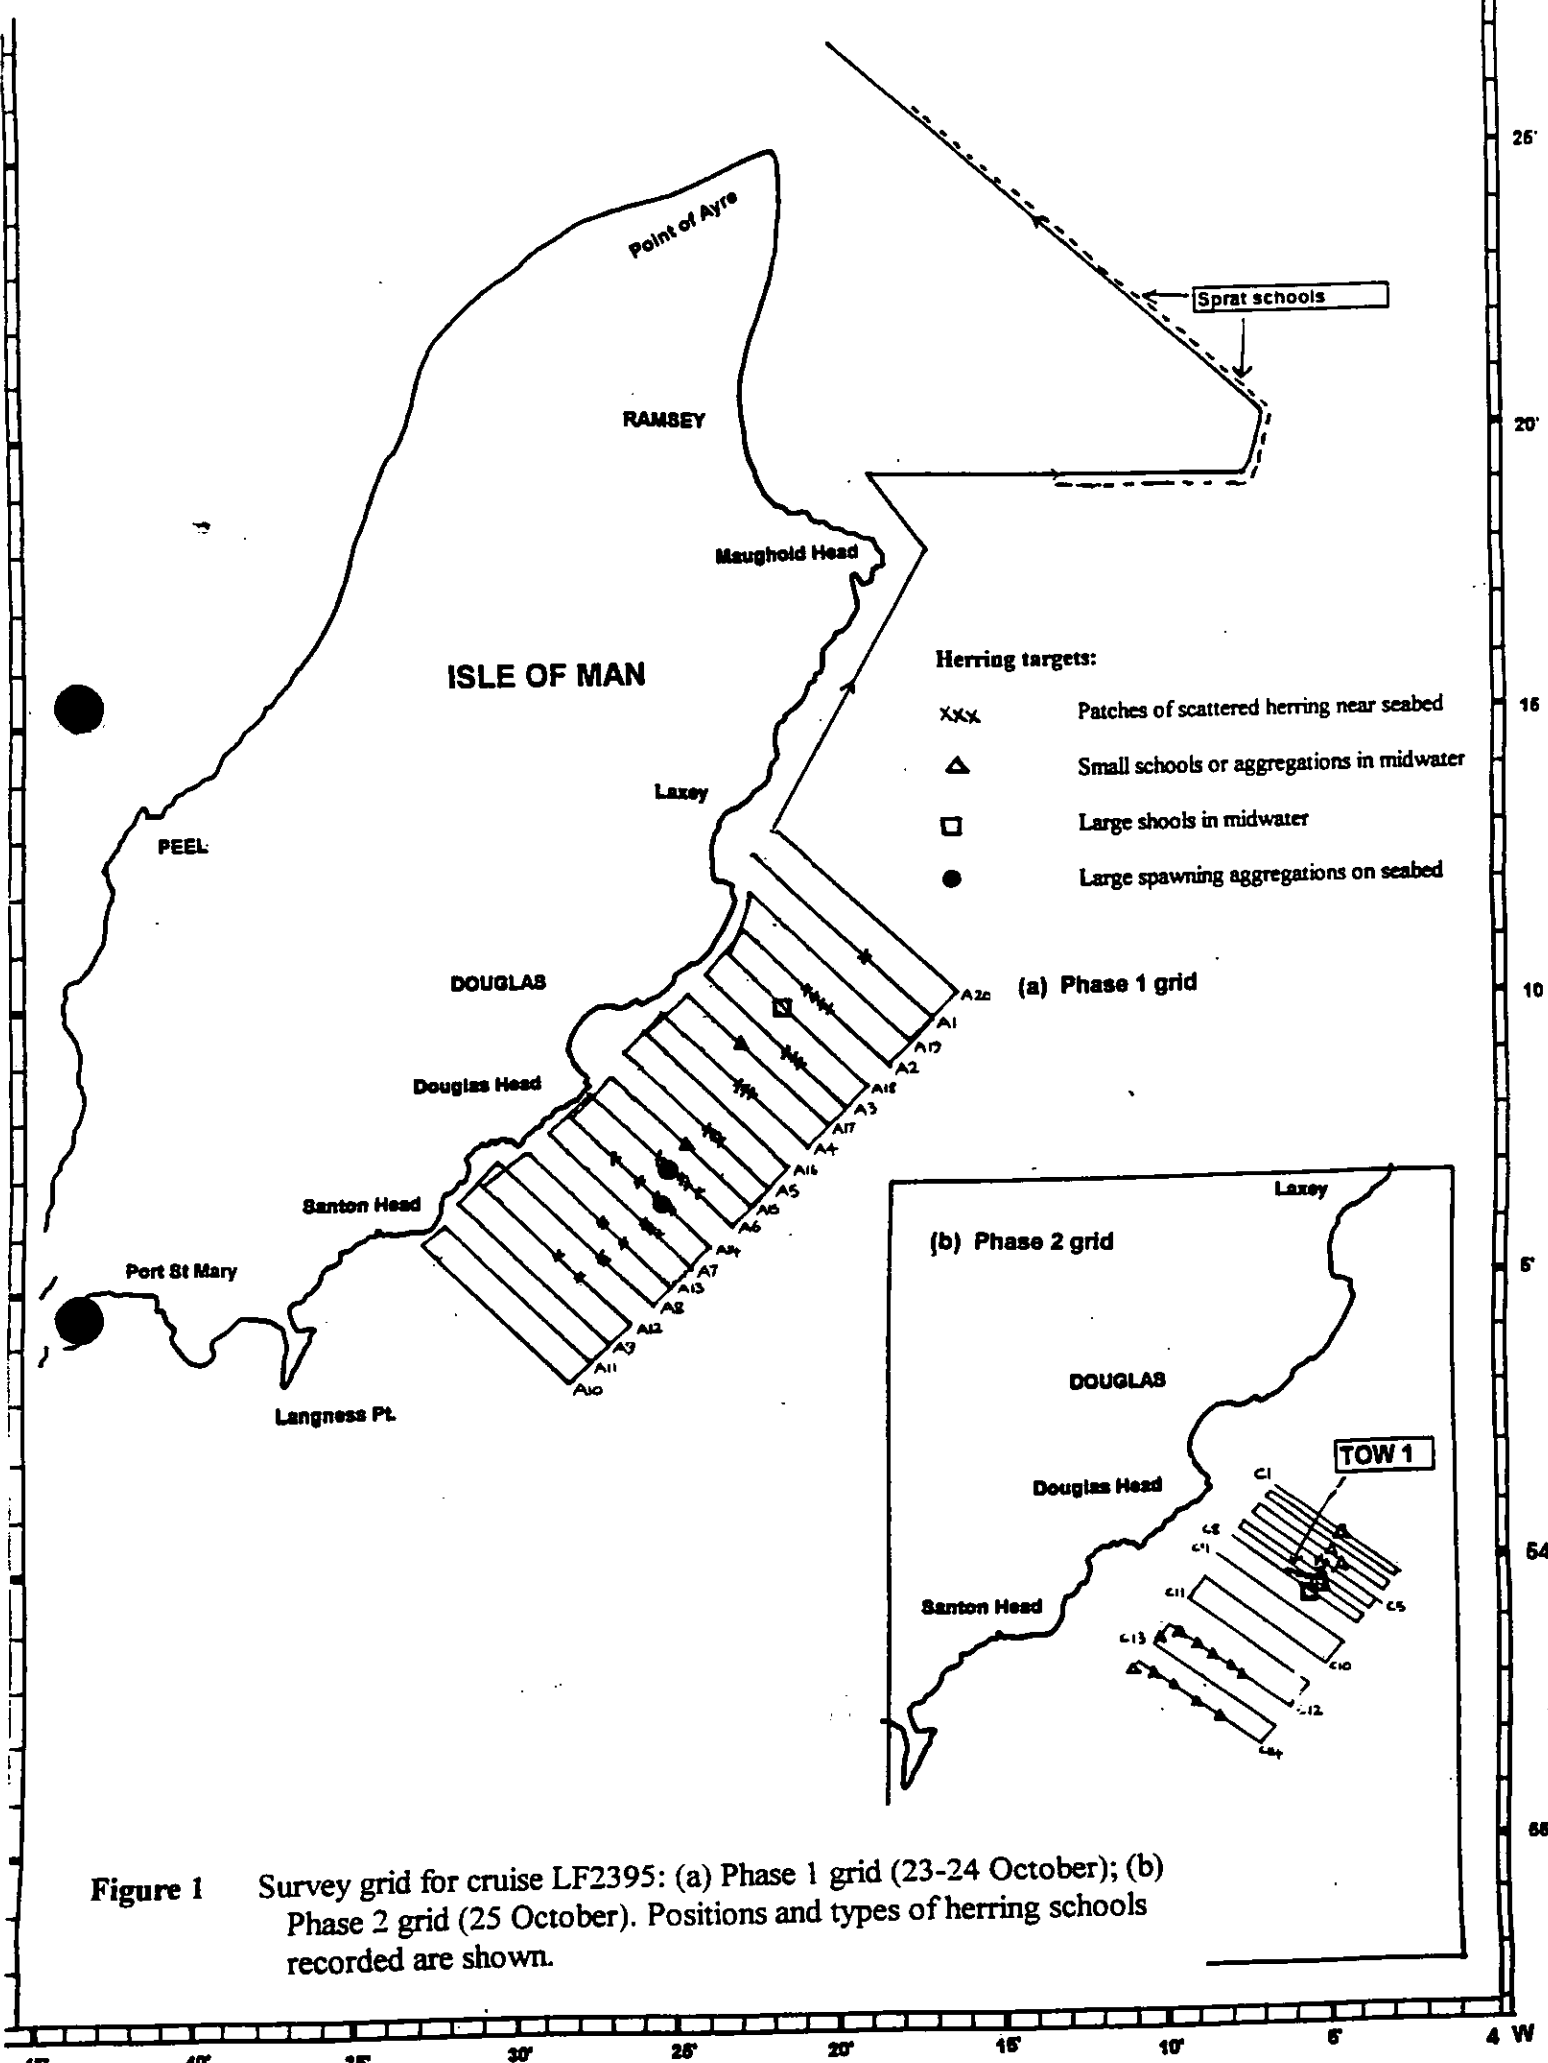 25'
Point of Ayre
Sprat schools
RAMSEY
20'
Maughold Head
ISLE OF MAN
Herring targets:
xxx Patches of scattered herring near seabed
15
Small schools or aggregations in midwater
Laxey
Large shools in midwater
PEEL
Large spawning aggregations on seabed
DOUGLAS
(a) Phase 1 grid
10
A20
A1
A19
A2
A18
A3
A17
A4
A16
A5
A15
A6
A14
A7
A13
A8
A12
A9
A11
A10
Douglas Head
Santon Head
Port St Mary
Langness Pt.
Laxey
(b) Phase 2 grid
5'
DOUGLAS
TOW 1
C1
Douglas Head
C8
C9
54
C11
C5
Santon Head
C13
C10
C12
55
Figure 1 Survey grid for cruise LF2395: (a) Phase 1 grid (23-24 October); (b)
Phase 2 grid (25 October). Positions and types of herring schools
recorded are shown.
30' 25' 20' 15' 10' 5' 4 W